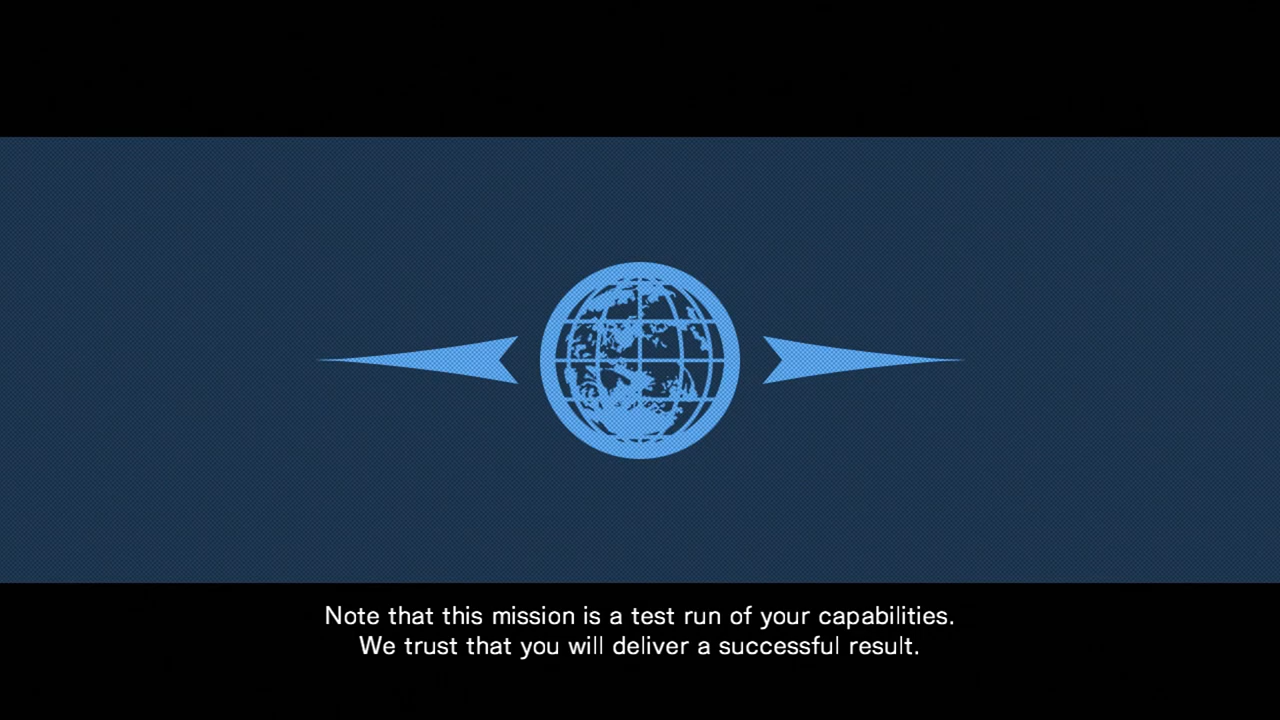 Note that this mission is a test run of your capabilities.
We trust that you will deliver a successful result.